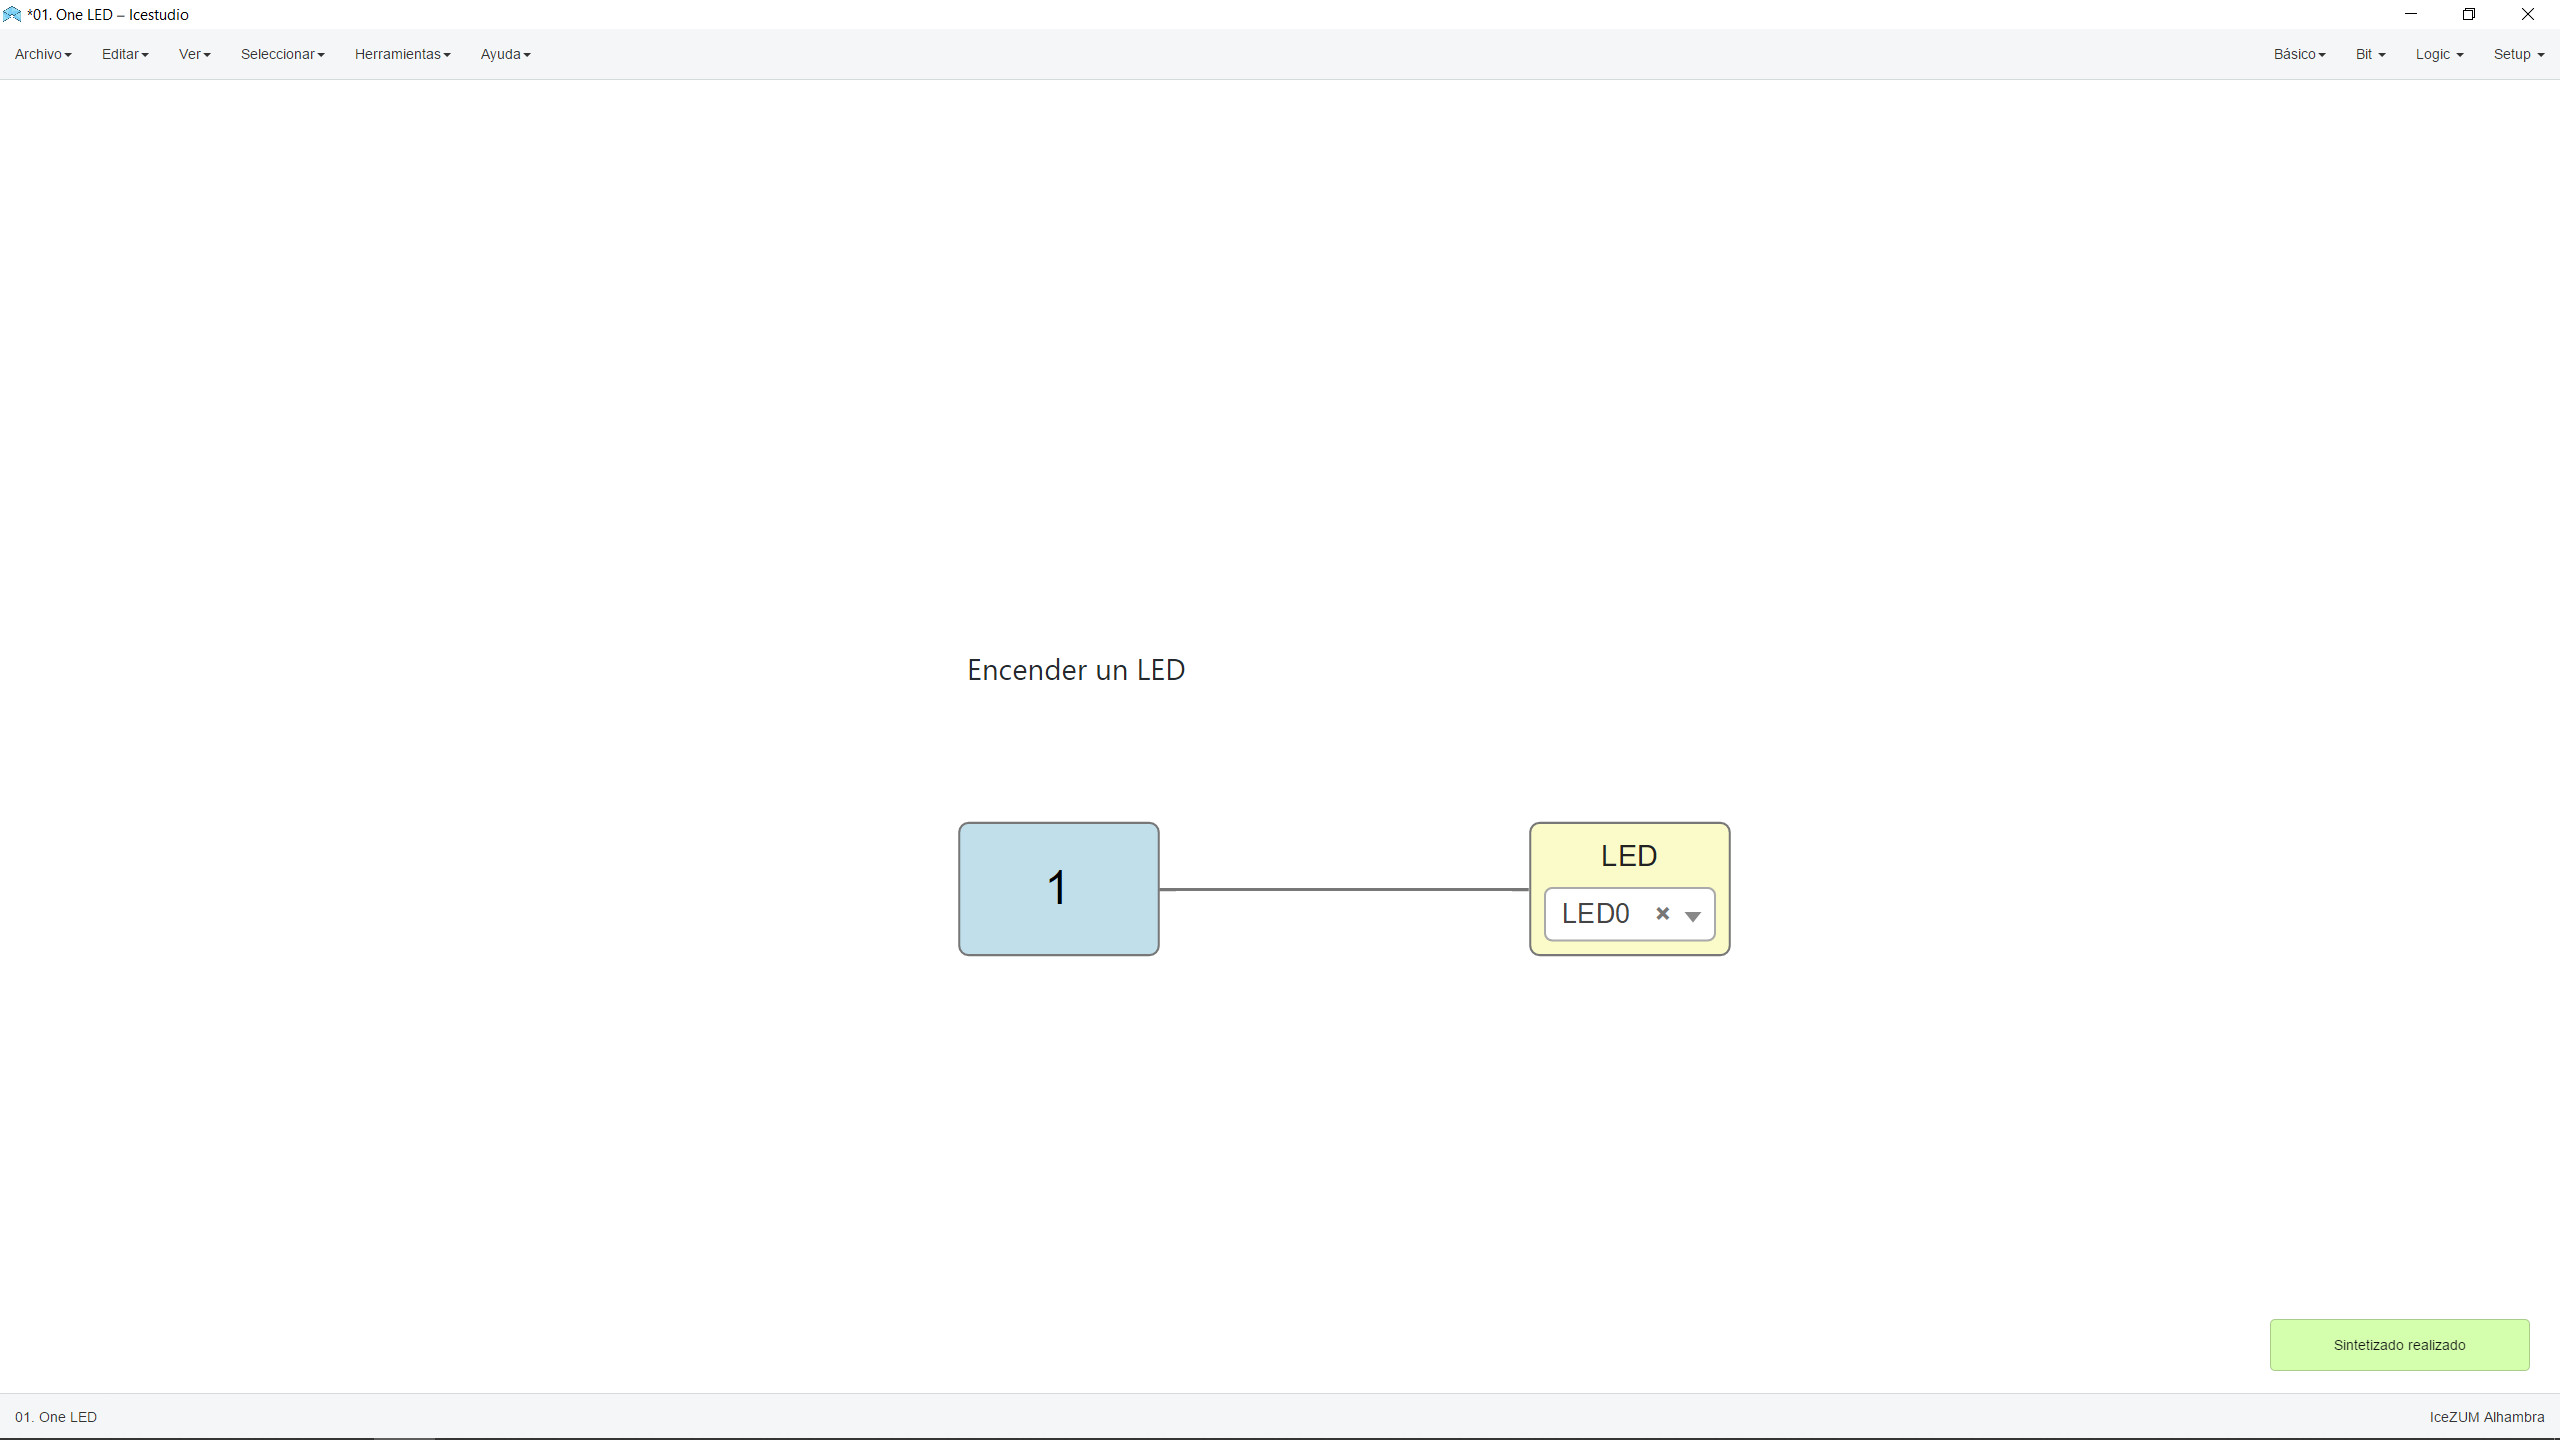 *01. One LED – Icestudio
Archivo Editar Ver Seleccionar Herramientas Ayuda Básico Bit Logic Setup
Encender un LED
1
LED
LED0
Sintetizado realizado
01. One LED IceZUM Alhambra